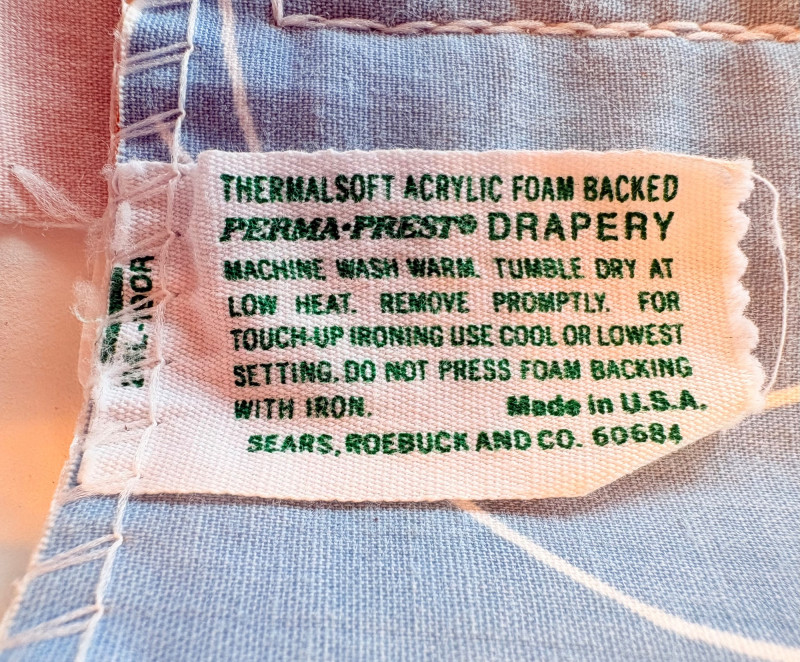 THERMALSOFT ACRYLIC FOAM BACKED
PERMA·PREST® DRAPERY
MACHINE WASH WARM. TUMBLE DRY AT
LOW HEAT. REMOVE PROMPTLY. FOR
TOUCH-UP IRONING USE COOL OR LOWEST
SETTING. DO NOT PRESS FOAM BACKING
WITH IRON. Made in U.S.A.
SEARS, ROEBUCK AND CO. 60684